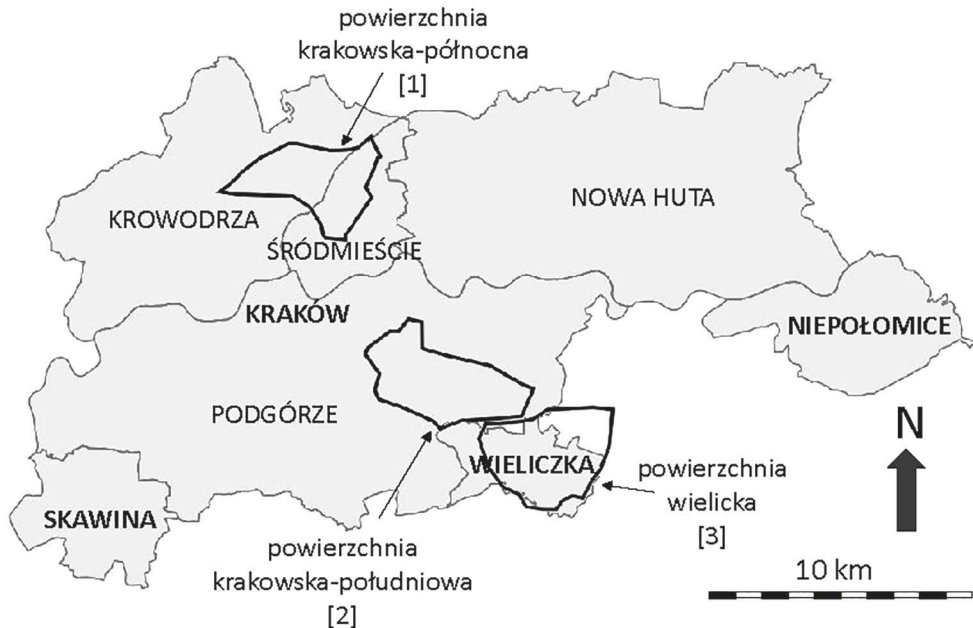 powierzchnia
krakowska-północna
[1]
NOWA HUTA
KROWODRZA
ŚRÓDMIEŚCIE
KRAKÓW
NIEPOŁOMICE
PODGÓRZE
N
WIELICZKA
powierzchnia
wielicka
[3]
SKAWINA
powierzchnia
krakowska-południowa
[2]
10 km